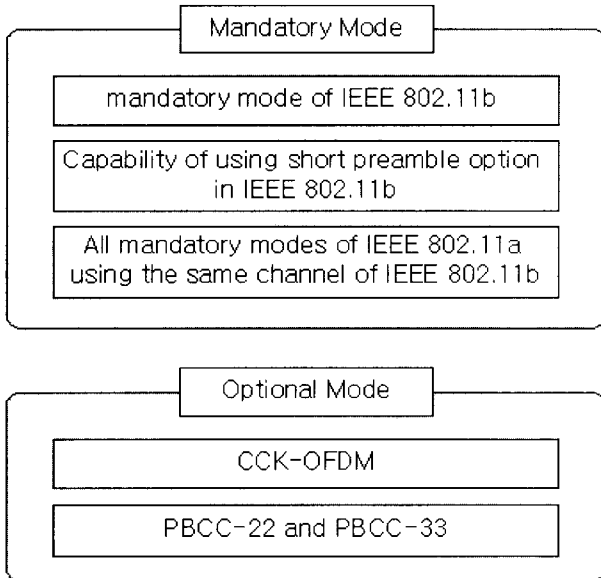 Mandatory Mode
mandatory mode of IEEE 802.11b
Capability of using short preamble option
in IEEE 802.11b
All mandatory modes of IEEE 802.11a
using the same channel of IEEE 802.11b
Optional Mode
CCK-OFDM
PBCC-22 and PBCC-33